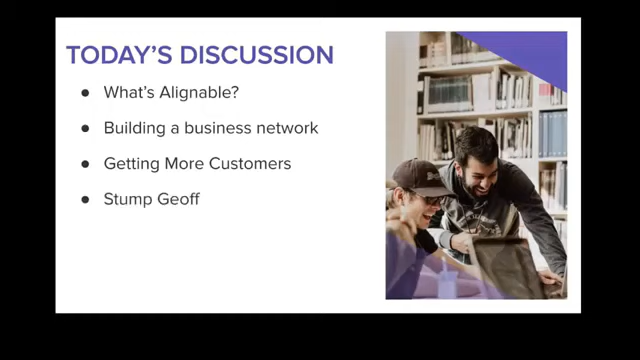 TODAY'S DISCUSSION
● What's Alignable?
● Building a business network
● Getting More Customers
● Stump Geoff